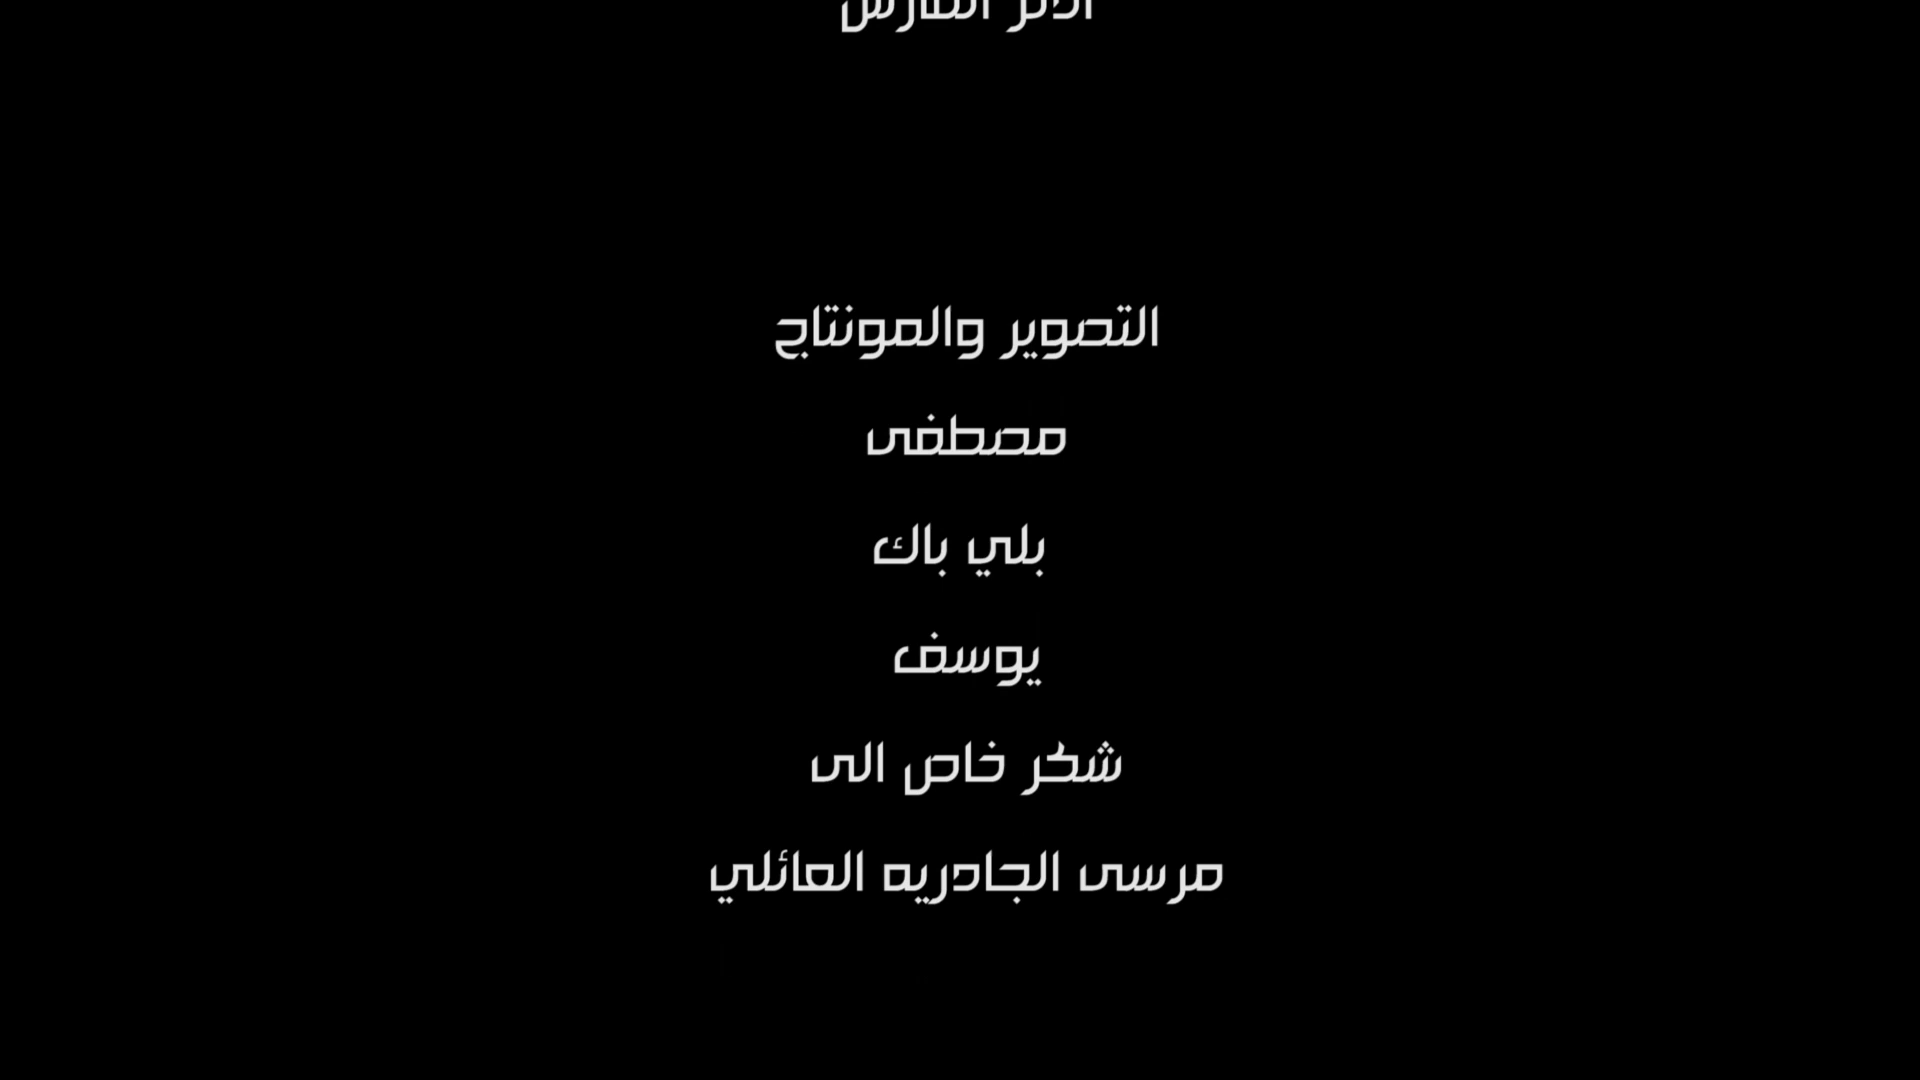 التصوير والمونتاج
مصطفى
بلي باك
يوسف
شكر خاص الى
مرسى الجادريه العائلي